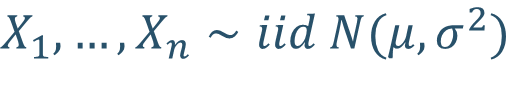 X₁, …, Xₙ ~ iid N(μ, σ²)